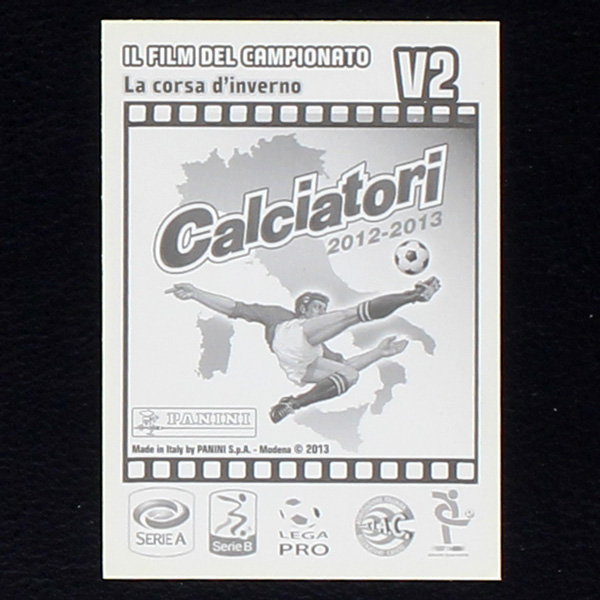 IL FILM DEL CAMPIONATO
La corsa d'inverno
V2
Calciatori
2012-2013
PANINI
Made in Italy by PANINI S.p.A. - Modena © 2013
SERIE A
Serie B
LEGA
PRO